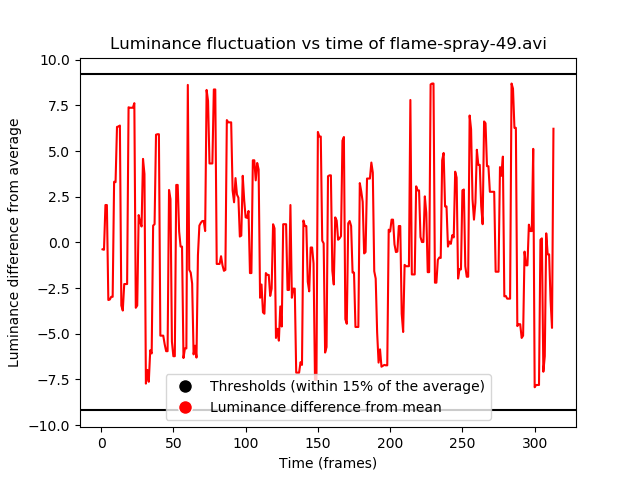 Luminance fluctuation vs time of flame-spray-49.avi
Luminance difference from average
10.0
7.5
5.0
2.5
0.0
−2.5
−5.0
−7.5
−10.0
Thresholds (within 15% of the average)
Luminance difference from mean
0 50 100 150 200 250 300
Time (frames)